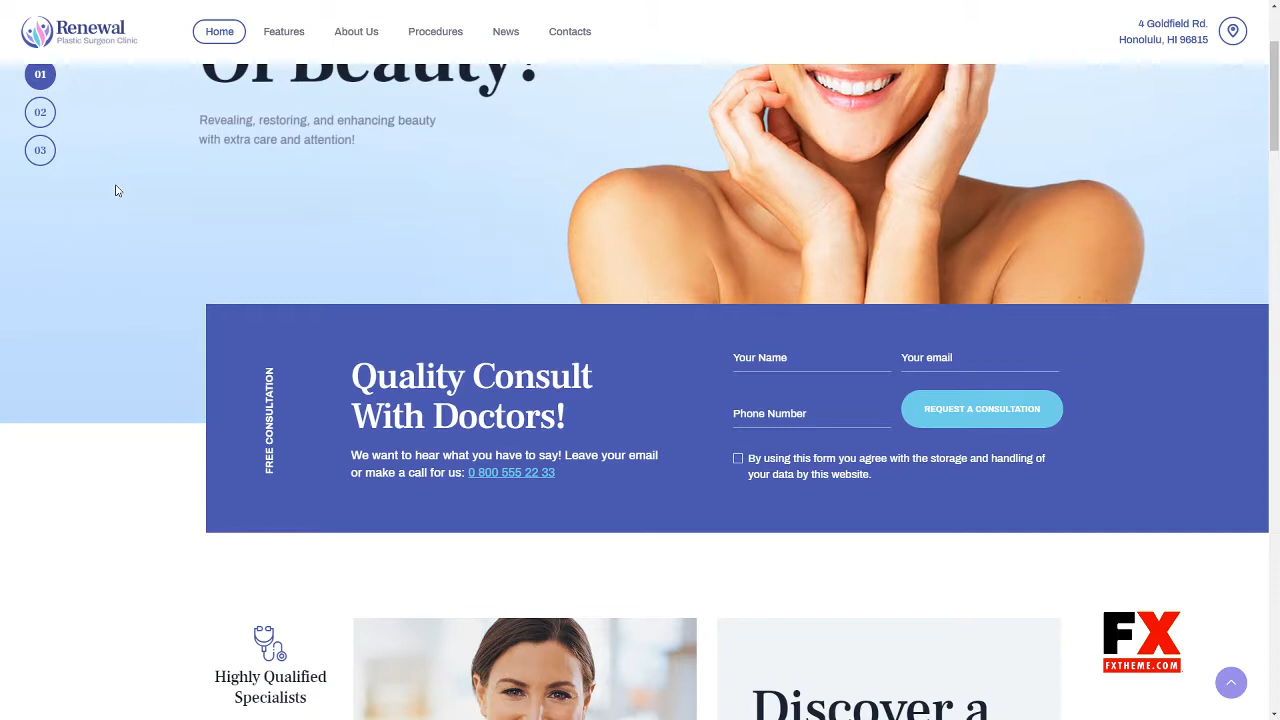 Renewal
Plastic Surgeon Clinic
Home
Features
About Us
Procedures
News
Contacts
4 Goldfield Rd.
Honolulu, HI 96815
01
02
03
Of Beauty?
Revealing, restoring, and enhancing beauty
with extra care and attention!
FREE CONSULTATION
Quality Consult
With Doctors!
We want to hear what you have to say! Leave your email
or make a call for us: 0 800 555 22 33
Your Name
Your email
Phone Number
REQUEST A CONSULTATION
By using this form you agree with the storage and handling of
your data by this website.
Highly Qualified
Specialists
Discover a
FX
FXTHEME.COM